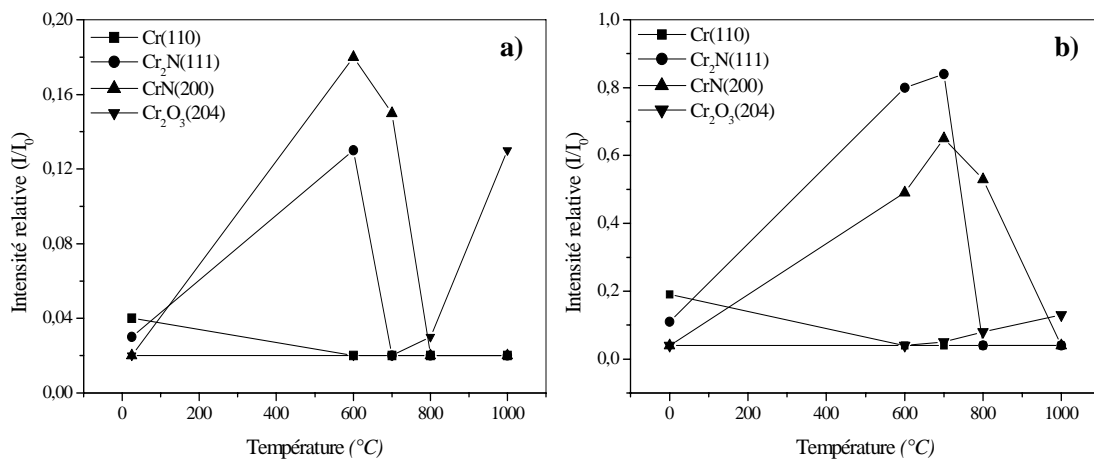 a)
Cr(110)
Cr₂N(111)
CrN(200)
Cr₂O₃(204)
Intensité relative (I/I₀)
0,20
0,16
0,12
0,08
0,04
0,00
0 200 400 600 800 1000
Température (°C)
b)
Cr(110)
Cr₂N(111)
CrN(200)
Cr₂O₃(204)
Intensité relative (I/I₀)
1,0
0,8
0,6
0,4
0,2
0,0
0 200 400 600 800 1000
Température (°C)